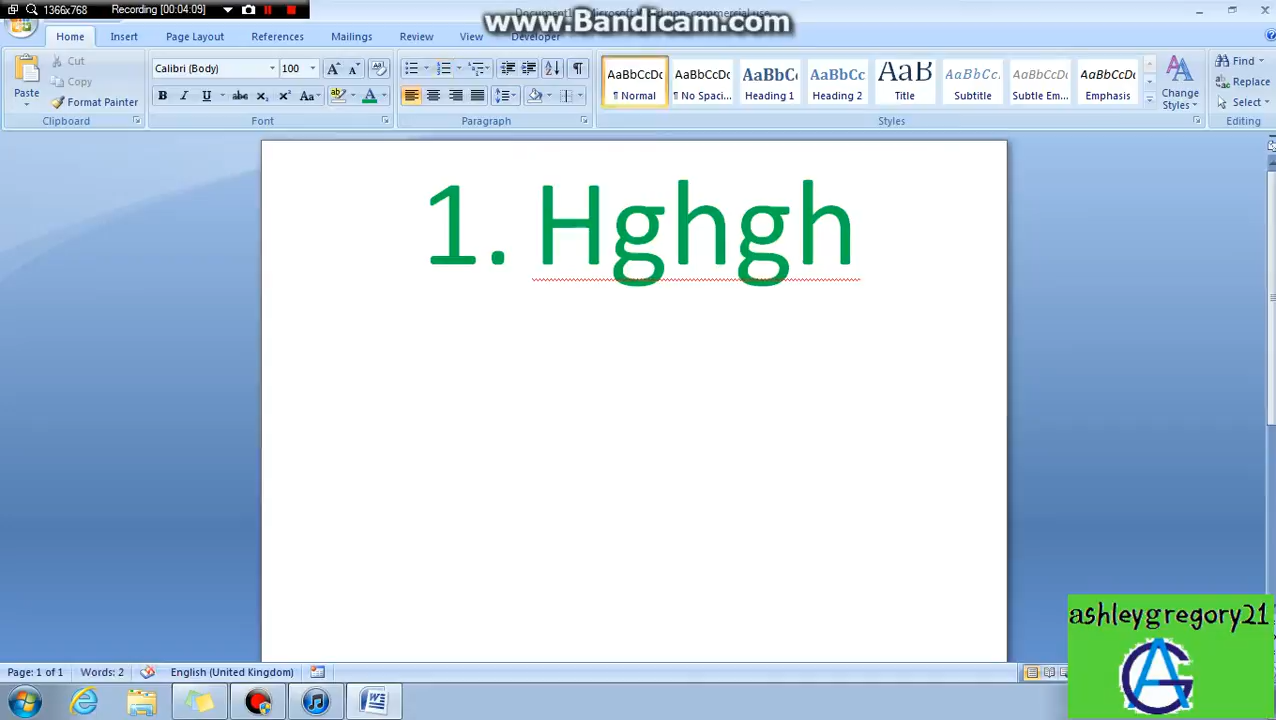 1366x768 Recording [00:04:09]
www.Bandicam.com
Home Insert Page Layout References Mailings Review View Developer
Paste Cut Copy Format Painter
Clipboard
Calibri (Body) 100
Font
Paragraph
AaBbCcDc AaBbCcDc AaBbCc AaBbCc AaB AaBbCc. AaBbCcDc AaBbCcDc
¶ Normal ¶ No Spaci... Heading 1 Heading 2 Title Subtitle Subtle Em... Emphasis
Change Styles
Styles
Find Replace Select
Editing
1. Hghgh
ashleygregory21
AG
Page: 1 of 1 Words: 2 English (United Kingdom)